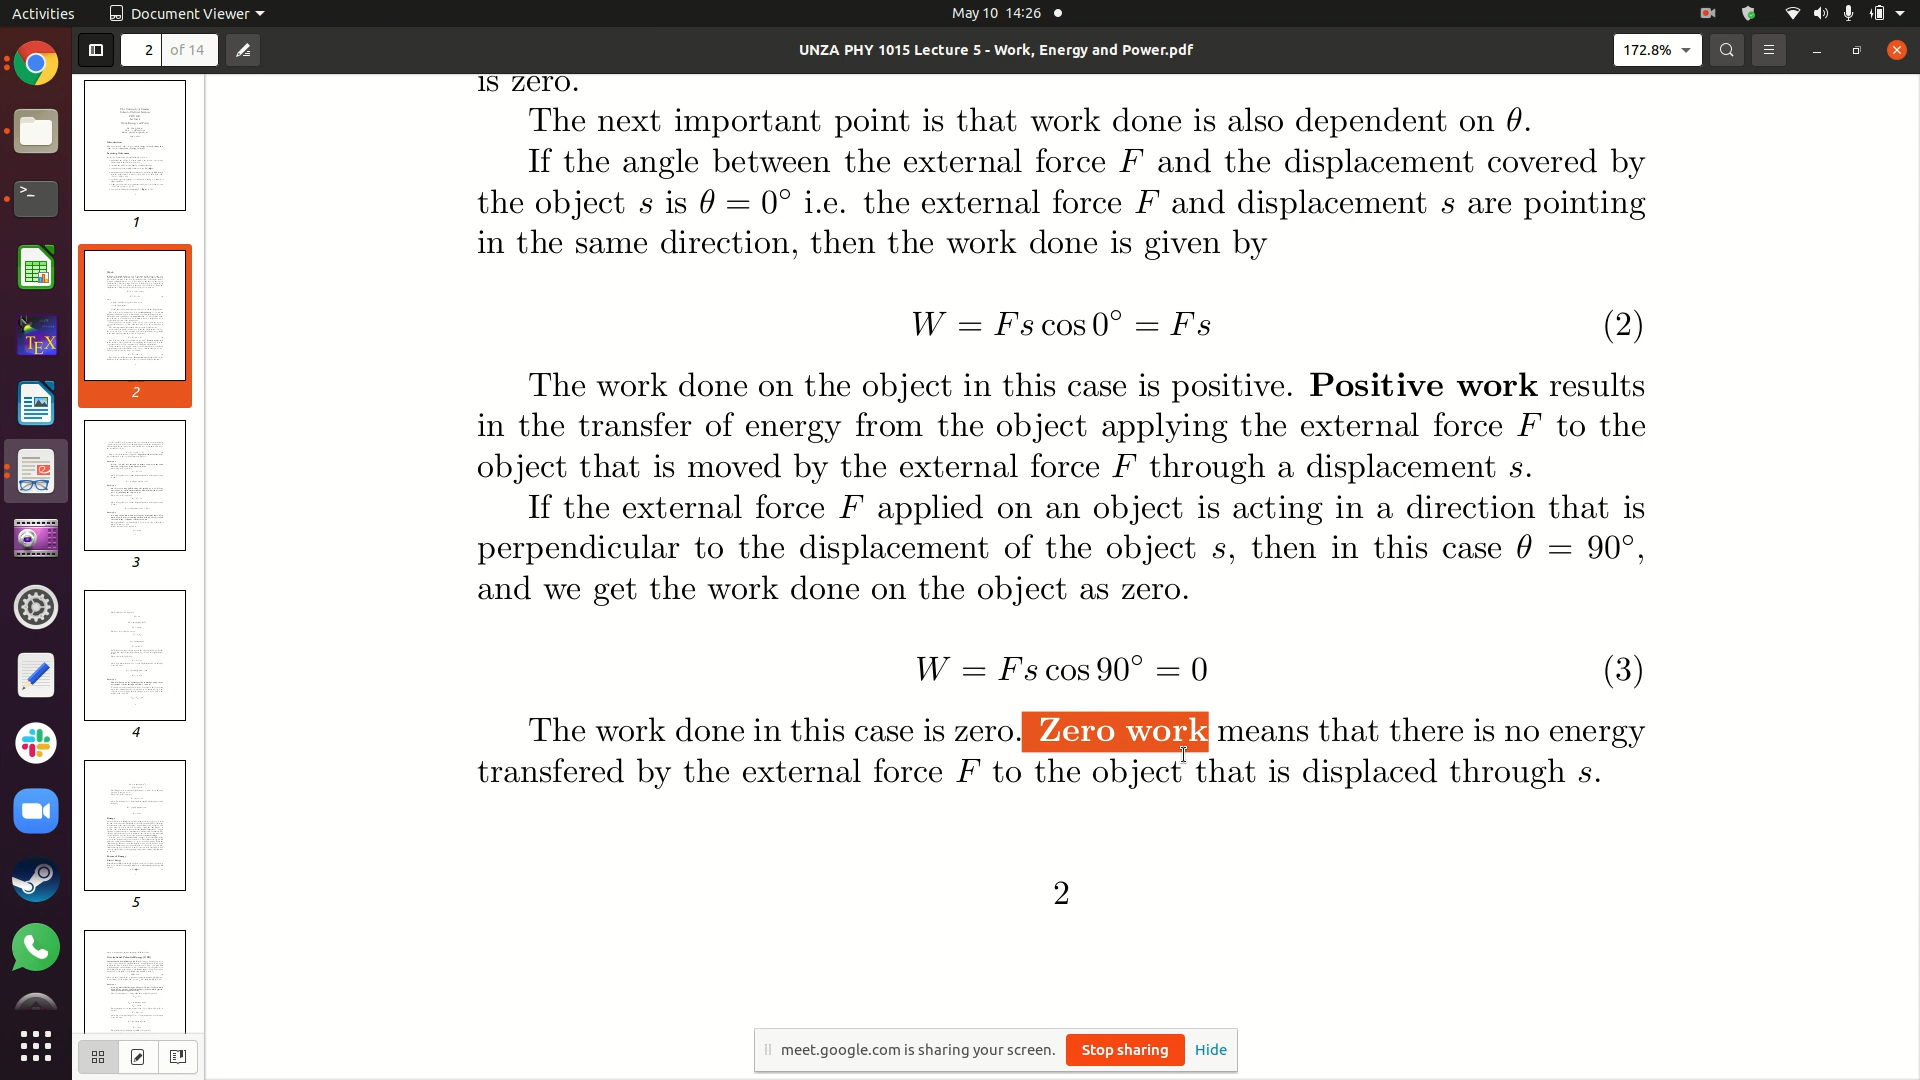 Activities
Document Viewer
May 10 14:26
2 of 14
UNZA PHY 1015 Lecture 5 - Work, Energy and Power.pdf
172.8%
1
2
3
4
5
is zero.
The next important point is that work done is also dependent on θ.
If the angle between the external force F and the displacement covered by
the object s is θ = 0° i.e. the external force F and displacement s are pointing
in the same direction, then the work done is given by
W = Fs cos 0° = Fs (2)
The work done on the object in this case is positive. Positive work results
in the transfer of energy from the object applying the external force F to the
object that is moved by the external force F through a displacement s.
If the external force F applied on an object is acting in a direction that is
perpendicular to the displacement of the object s, then in this case θ = 90°,
and we get the work done on the object as zero.
W = Fs cos 90° = 0 (3)
The work done in this case is zero. Zero work means that there is no energy
transfered by the external force F to the object that is displaced through s.
2
meet.google.com is sharing your screen. Stop sharing Hide